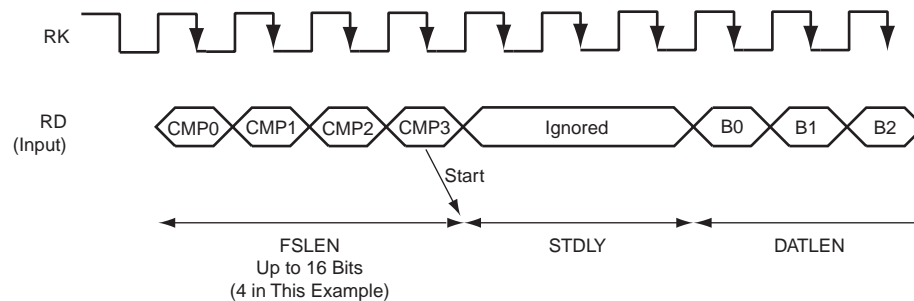 RK
RD
(Input)
CMP0 CMP1 CMP2 CMP3 Ignored B0 B1 B2
Start
FSLEN
Up to 16 Bits
(4 in This Example)
STDLY
DATLEN